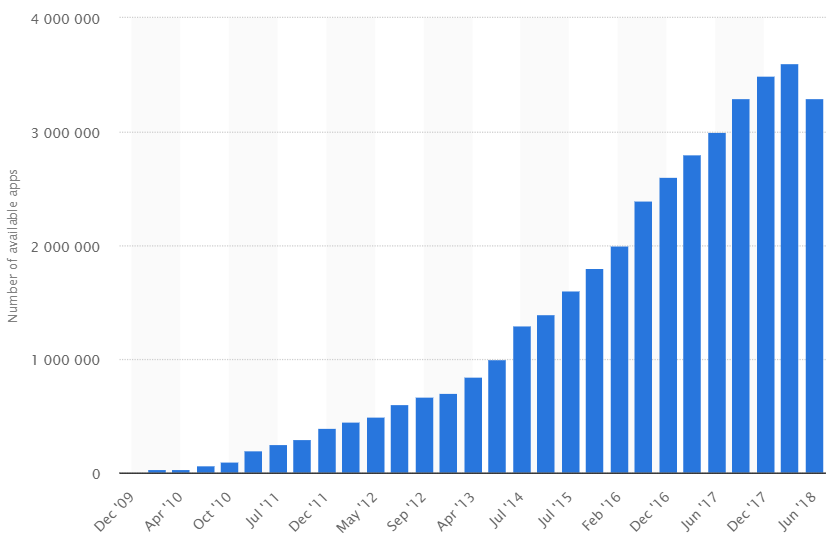 4 000 000
3 000 000
2 000 000
1 000 000
0
Number of available apps
Dec '09
Apr '10
Oct '10
Jul '11
Dec '11
May '12
Sep '12
Apr '13
Jul '14
Jul '15
Feb '16
Dec '16
Jun '17
Dec '17
Jun '18